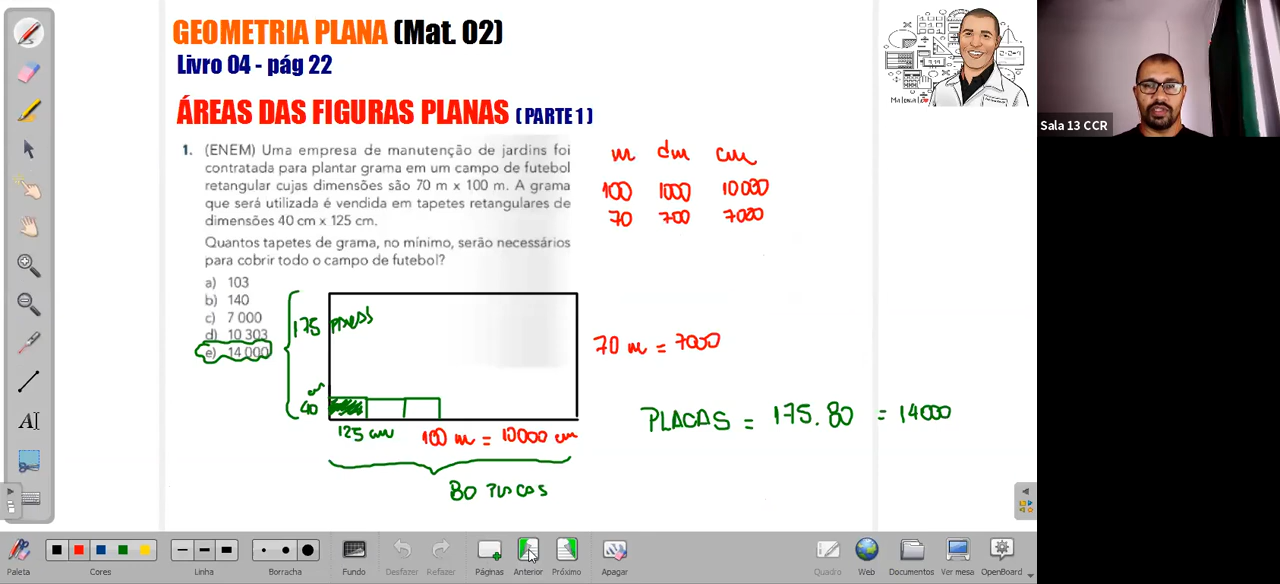 GEOMETRIA PLANA (Mat. 02)
Livro 04 - pág 22
ÁREAS DAS FIGURAS PLANAS ( PARTE 1 )
1. (ENEM) Uma empresa de manutenção de jardins foi
contratada para plantar grama em um campo de futebol
retangular cujas dimensões são 70 m x 100 m. A grama
que será utilizada é vendida em tapetes retangulares de
dimensões 40 cm x 125 cm.
Quantos tapetes de grama, no mínimo, serão necessários
para cobrir todo o campo de futebol?
a) 103
b) 140
c) 7 000
d) 10 303
e) 14 000
m dm cm
100 1000 10000
70 700 7000
175
70 m = 7000
40 cm
125 cm
100 m = 10000 cm
80
PLACAS = 175.80 = 14000
Sala 13 CCR
Paleta
Cores
Linha
Borracha
Fundo
Desfazer
Refazer
Páginas
Anterior
Próximo
Apagar
Quadro
Web
Documentos
Ver mesa
OpenBoard